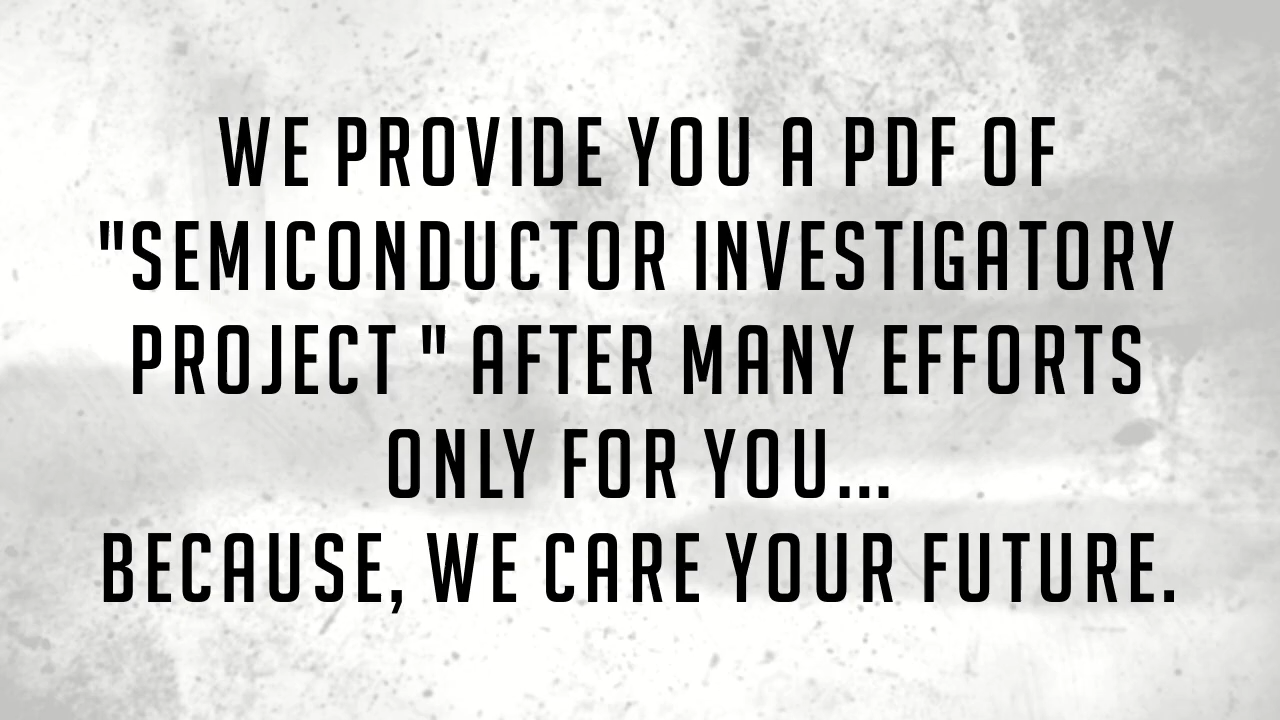 WE PROVIDE YOU A PDF OF
"SEMICONDUCTOR INVESTIGATORY
PROJECT " AFTER MANY EFFORTS
ONLY FOR YOU...
BECAUSE, WE CARE YOUR FUTURE.